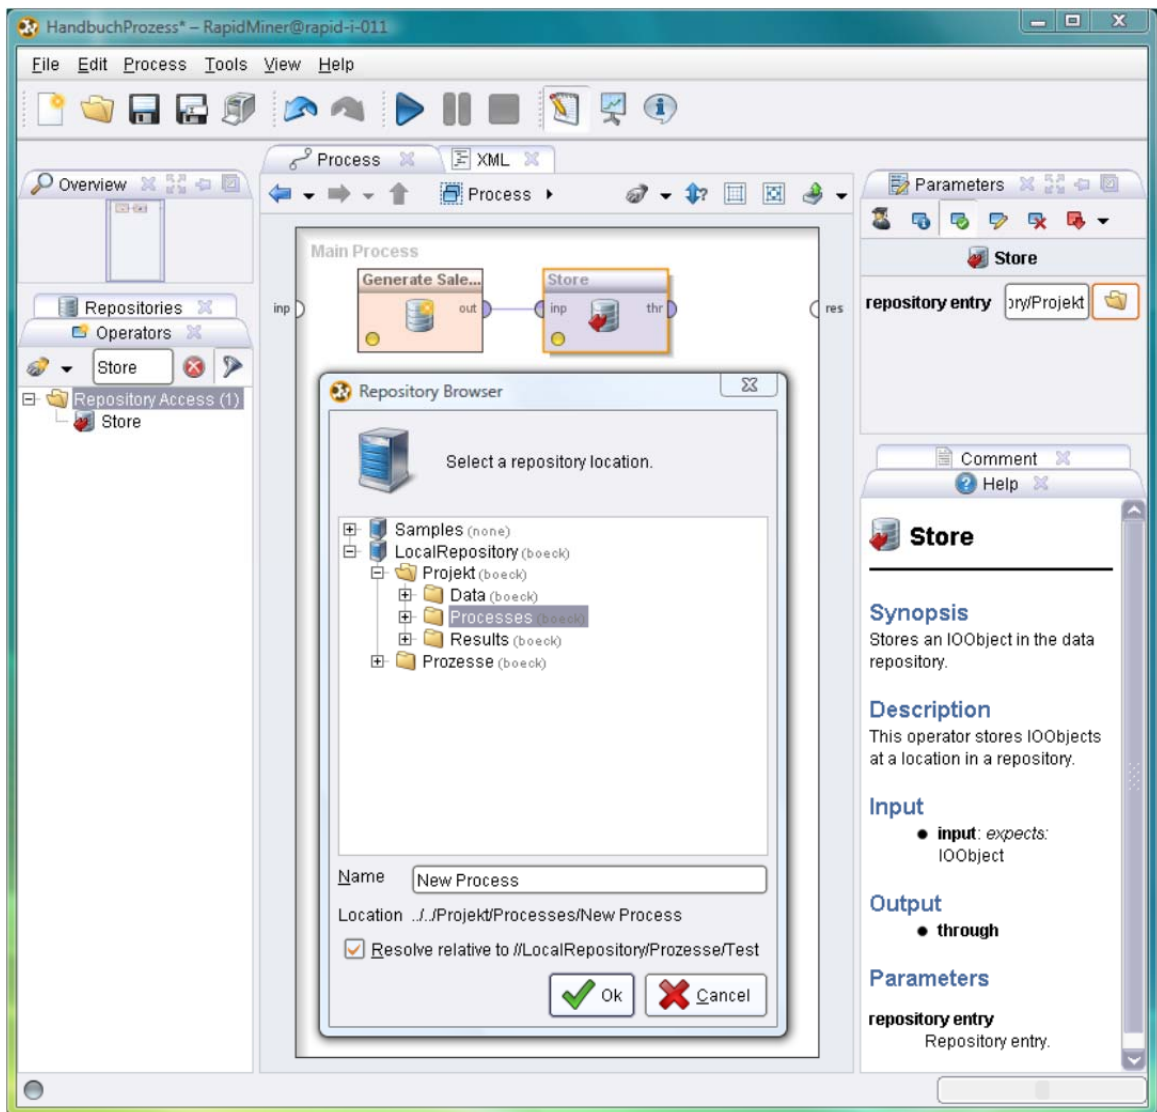 HandbuchProzess* – RapidMiner@rapid-i-011
File Edit Process Tools View Help
Process
XML
Overview
Process
Parameters
Main Process
Generate Sale...
Store
inp
out
inp
thr
res
Store
repository entry
ory/Projekt
Repositories
Operators
Store
Repository Access (1)
Store
Repository Browser
Select a repository location.
Samples (none)
LocalRepository (boeck)
Projekt (boeck)
Data (boeck)
Processes (boeck)
Results (boeck)
Prozesse (boeck)
Name New Process
Location ../../Projekt/Processes/New Process
Resolve relative to //LocalRepository/Prozesse/Test
Ok
Cancel
Comment
Help
Store
Synopsis
Stores an IOObject in the data
repository.
Description
This operator stores IOObjects
at a location in a repository.
Input
input: expects:
IOObject
Output
through
Parameters
repository entry
Repository entry.